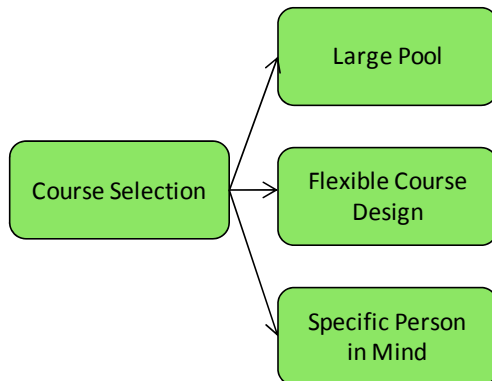 Large Pool
Course Selection
Flexible Course
Design
Specific Person
in Mind